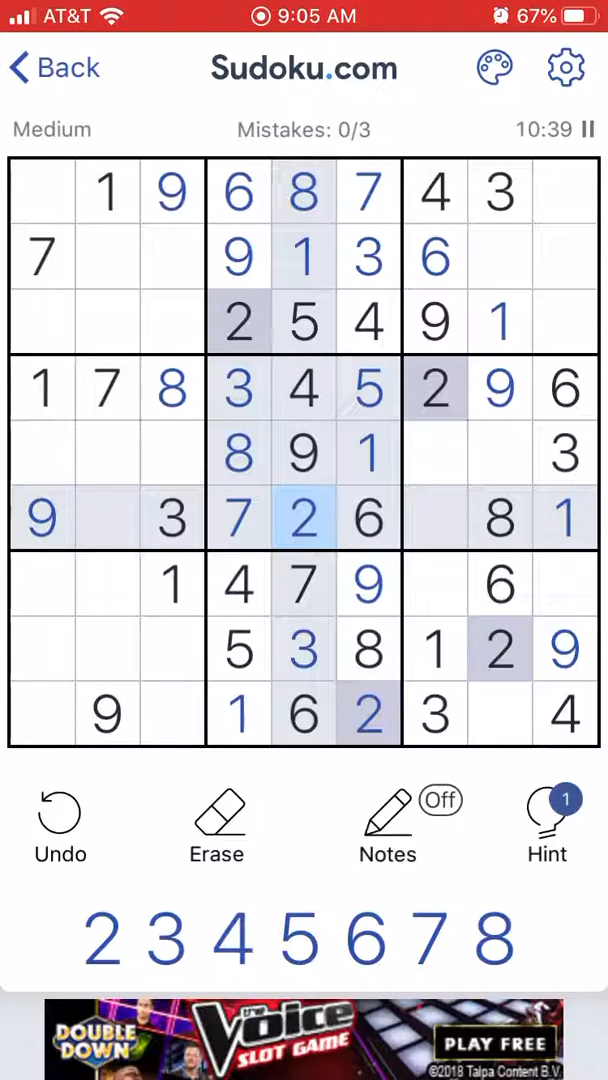 AT&T 9:05 AM 67%
Back Sudoku.com
Medium Mistakes: 0/3 10:39
1 9 6 8 7 4 3
7 9 1 3 6
2 5 4 9 1
1 7 8 3 4 5 2 9 6
8 9 1 3
9 3 7 2 6 8 1
1 4 7 9 6
5 3 8 1 2 9
9 1 6 2 3 4
Off 1
Undo Erase Notes Hint
2 3 4 5 6 7 8
DOUBLE DOWN
the Voice
SLOT GAME
PLAY FREE
©2018 Talpa Content B.V.